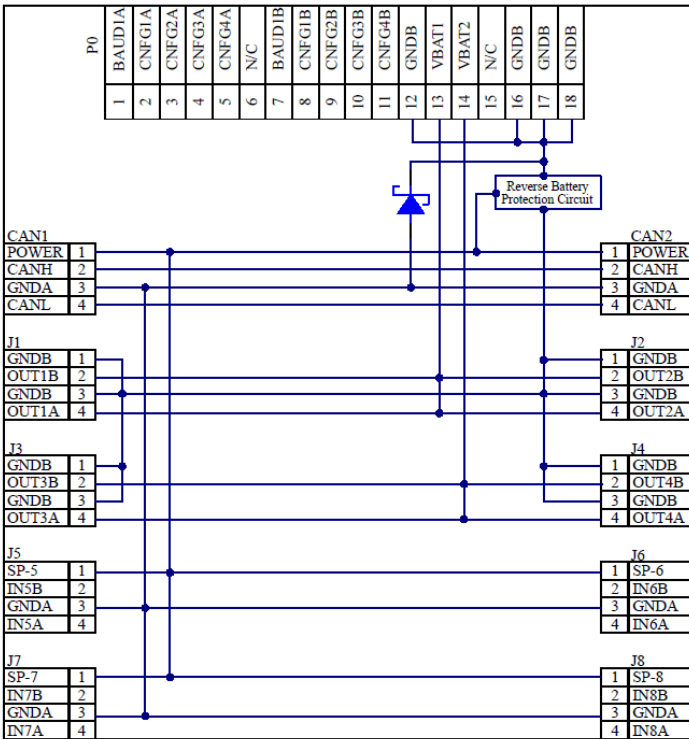 P0
BAUD1A
CNFG1A
CNFG2A
CNFG3A
CNFG4A
N/C
BAUD1B
CNFG1B
CNFG2B
CNFG3B
CNFG4B
GNDB
VBAT1
VBAT2
N/C
GNDB
GNDB
GNDB
1 2 3 4 5 6 7 8 9 10 11 12 13 14 15 16 17 18
Reverse Battery
Protection Circuit
CAN1
POWER 1
CANH 2
GNDA 3
CANL 4
CAN2
1 POWER
2 CANH
3 GNDA
4 CANL
J1
GNDB 1
OUT1B 2
GNDB 3
OUT1A 4
J2
1 GNDB
2 OUT2B
3 GNDB
4 OUT2A
J3
GNDB 1
OUT3B 2
GNDB 3
OUT3A 4
J4
1 GNDB
2 OUT4B
3 GNDB
4 OUT4A
J5
SP-5 1
IN5B 2
GNDA 3
IN5A 4
J6
1 SP-6
2 IN6B
3 GNDA
4 IN6A
J7
SP-7 1
IN7B 2
GNDA 3
IN7A 4
J8
1 SP-8
2 IN8B
3 GNDA
4 IN8A